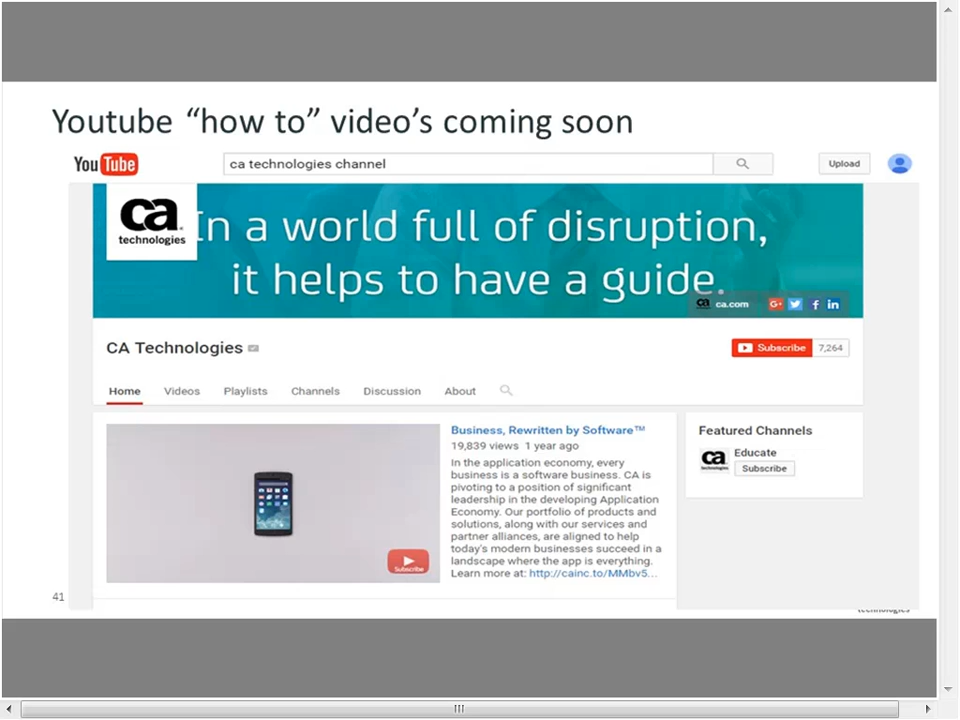 Youtube “how to” video’s coming soon
YouTube
ca technologies channel
Upload
ca
technologies
In a world full of disruption,
it helps to have a guide.
ca ca.com G+ f in
CA Technologies
Subscribe 7,264
Home Videos Playlists Channels Discussion About
Business, Rewritten by Software™
19,839 views 1 year ago
In the application economy, every
business is a software business. CA is
pivoting to a position of significant
leadership in the developing Application
Economy. Our portfolio of products and
solutions, along with our services and
partner alliances, are aligned to help
today's modern businesses succeed in a
landscape where the app is everything.
Learn more at: http://cainc.to/MMbv5...
Subscribe
Featured Channels
ca
technologies
Educate
Subscribe
41
technologies